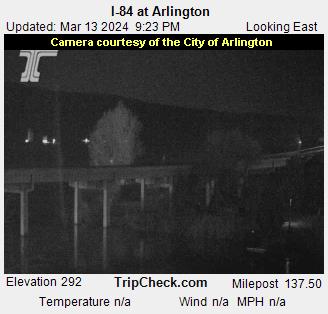 I-84 at Arlington
Updated: Mar 13 2024 9:23 PM Looking East
Camera courtesy of the City of Arlington
Elevation 292 TripCheck.com Milepost 137.50
Temperature n/a Wind n/a MPH n/a